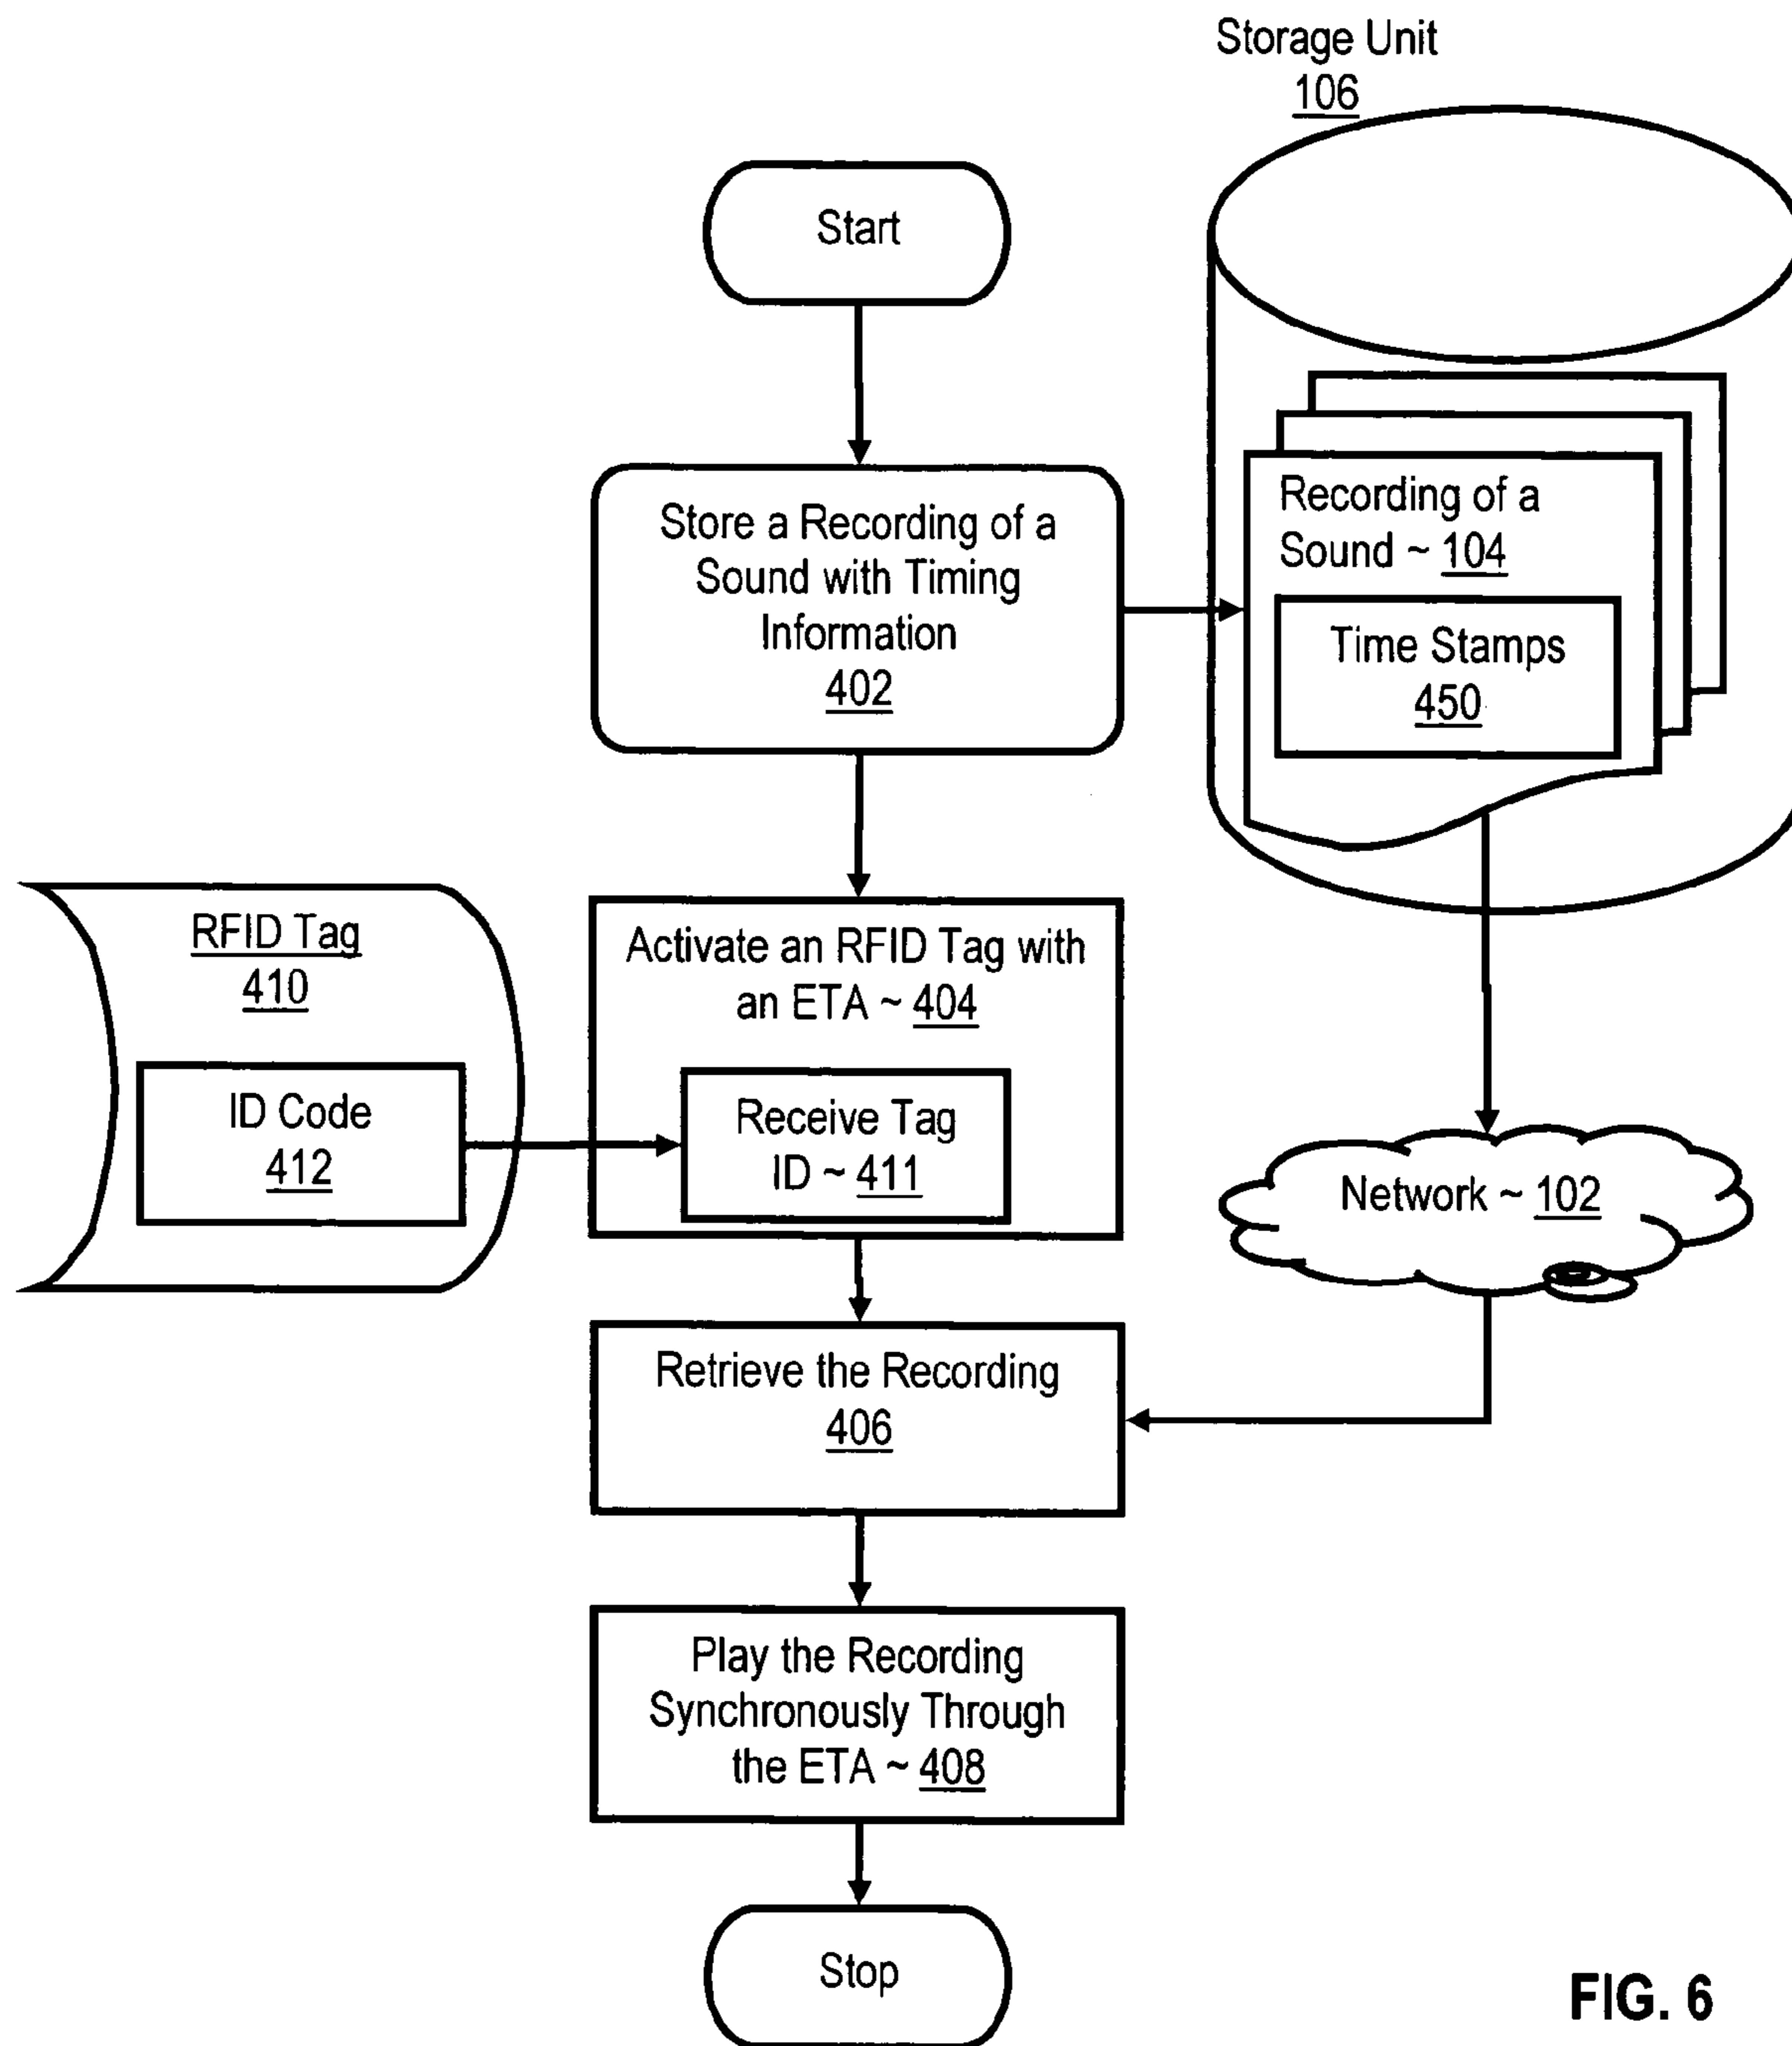 Storage Unit
106
Start
Store a Recording of a
Sound with Timing
Information
402
Recording of a
Sound ~ 104
Time Stamps
450
RFID Tag
410
ID Code
412
Activate an RFID Tag with
an ETA ~ 404
Receive Tag
ID ~ 411
Network ~ 102
Retrieve the Recording
406
Play the Recording
Synchronously Through
the ETA ~ 408
Stop
FIG. 6